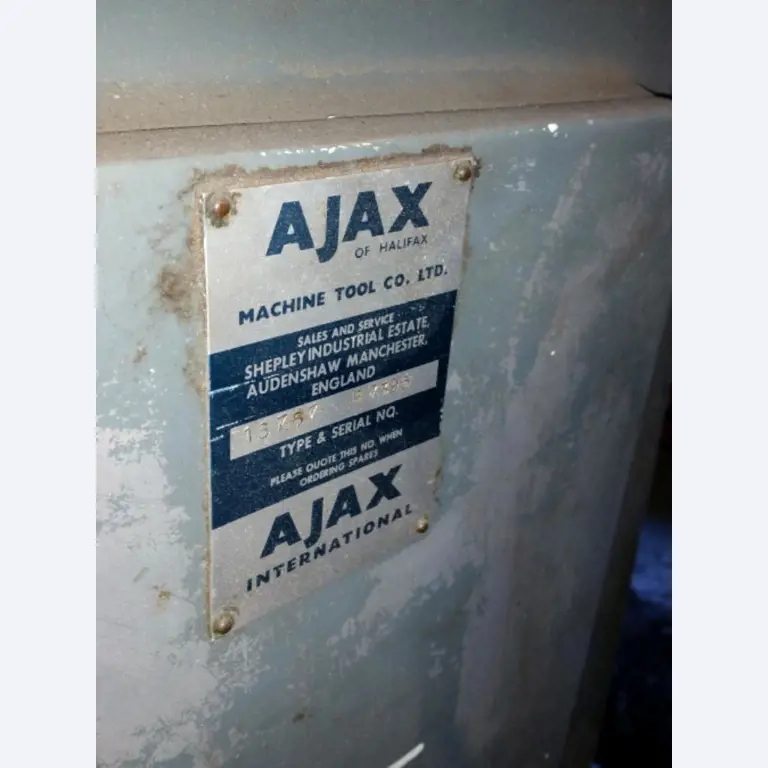 AJAX
OF HALIFAX
MACHINE TOOL CO. LTD.
SALES AND SERVICE
SHEPLEY INDUSTRIAL ESTATE,
AUDENSHAW MANCHESTER,
ENGLAND
TYPE & SERIAL NO.
PLEASE QUOTE THIS NO. WHEN
ORDERING SPARES
AJAX
INTERNATIONAL